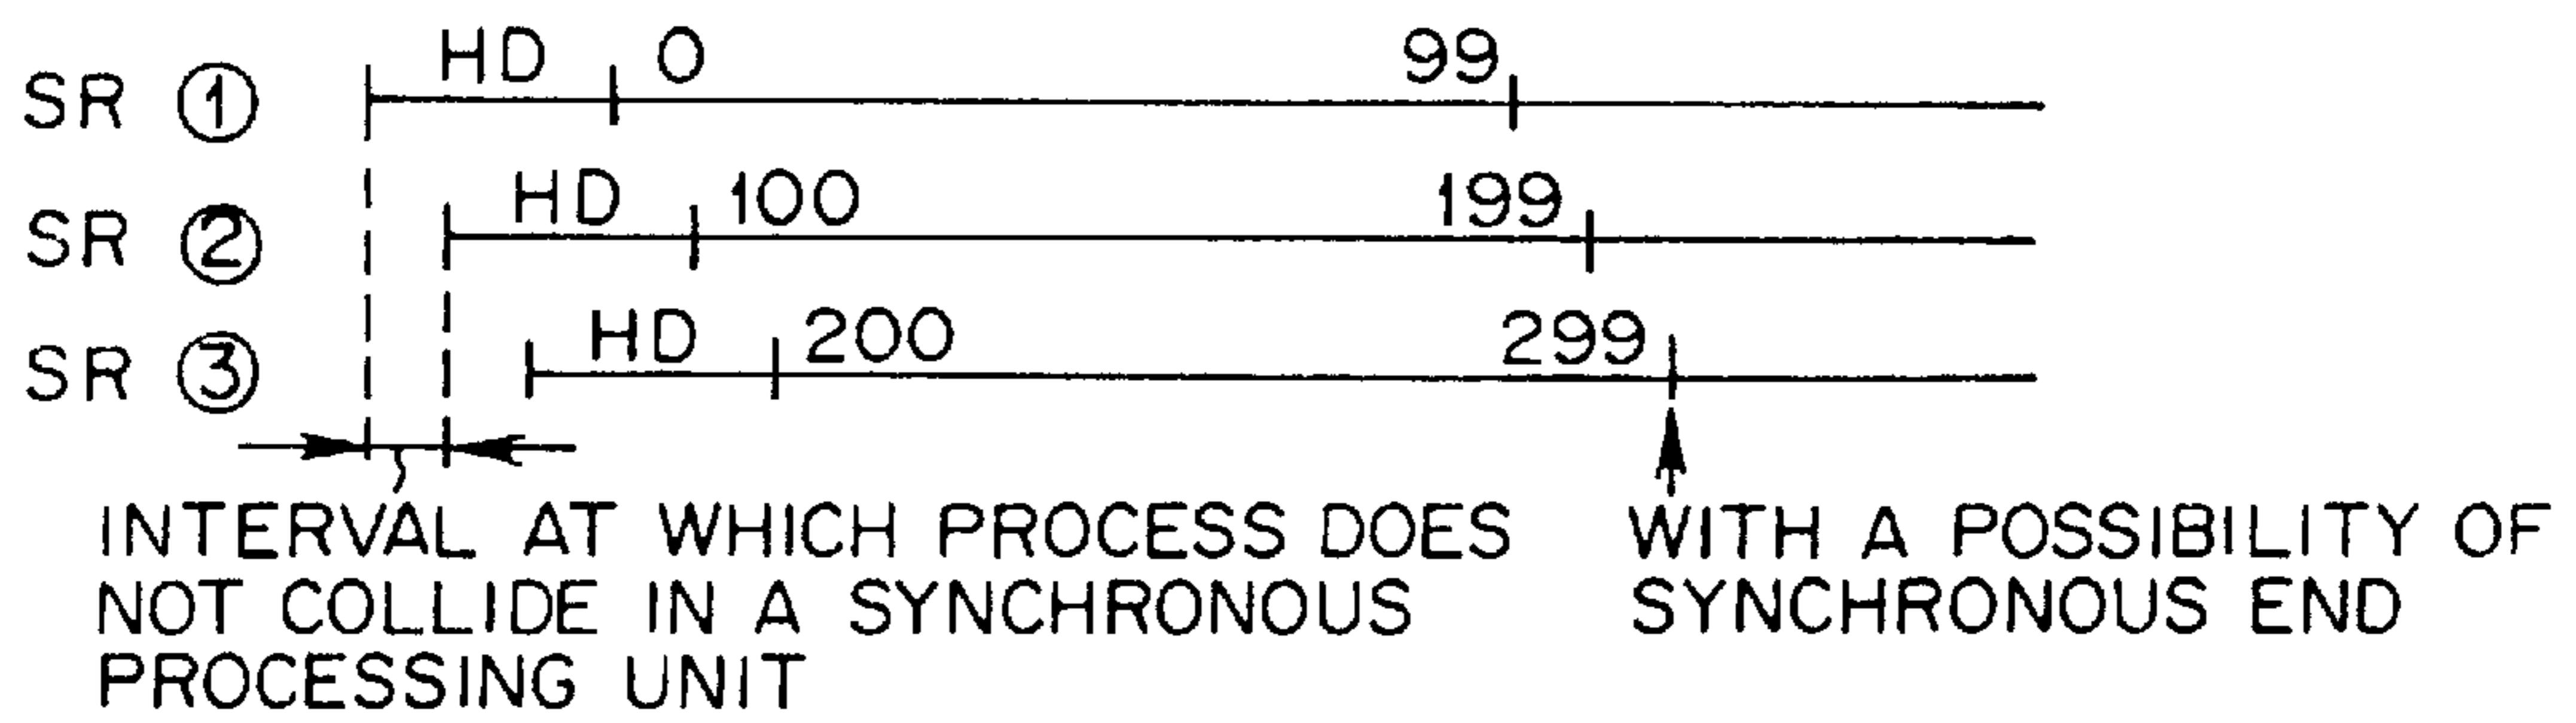 SR ① HD 0 99
SR ② HD 100 199
SR ③ HD 200 299
INTERVAL AT WHICH PROCESS DOES
NOT COLLIDE IN A SYNCHRONOUS
PROCESSING UNIT
WITH A POSSIBILITY OF
SYNCHRONOUS END